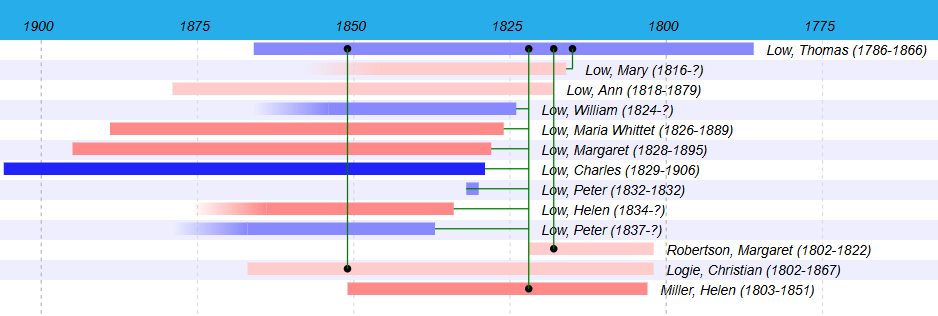 1900 1875 1850 1825 1800 1775
Low, Thomas (1786-1866)
Low, Mary (1816-?)
Low, Ann (1818-1879)
Low, William (1824-?)
Low, Maria Whittet (1826-1889)
Low, Margaret (1828-1895)
Low, Charles (1829-1906)
Low, Peter (1832-1832)
Low, Helen (1834-?)
Low, Peter (1837-?)
Robertson, Margaret (1802-1822)
Logie, Christian (1802-1867)
Miller, Helen (1803-1851)